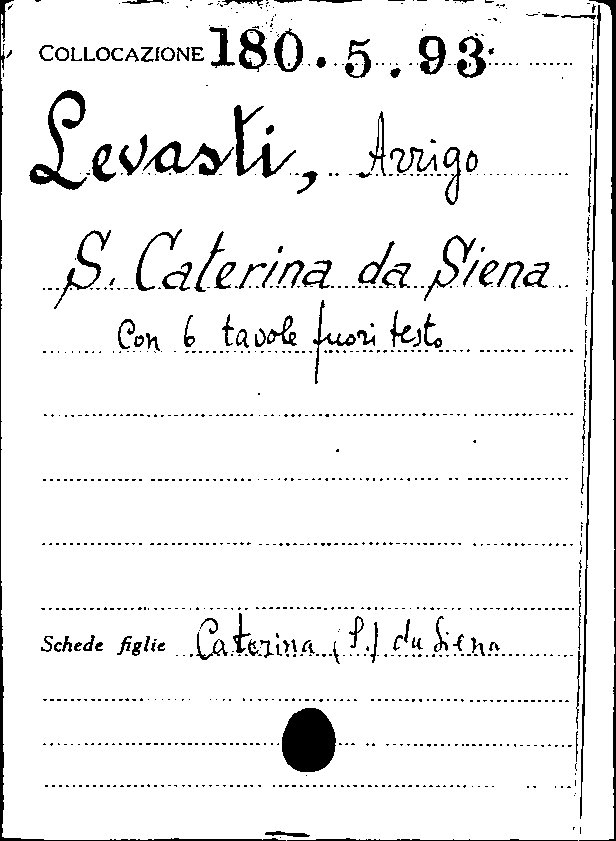 COLLOCAZIONE 180.5.93
Levasti, Arrigo
S. Caterina da Siena
Con 6 tavole fuori testo
Schede figlie Caterina (S.) da Siena